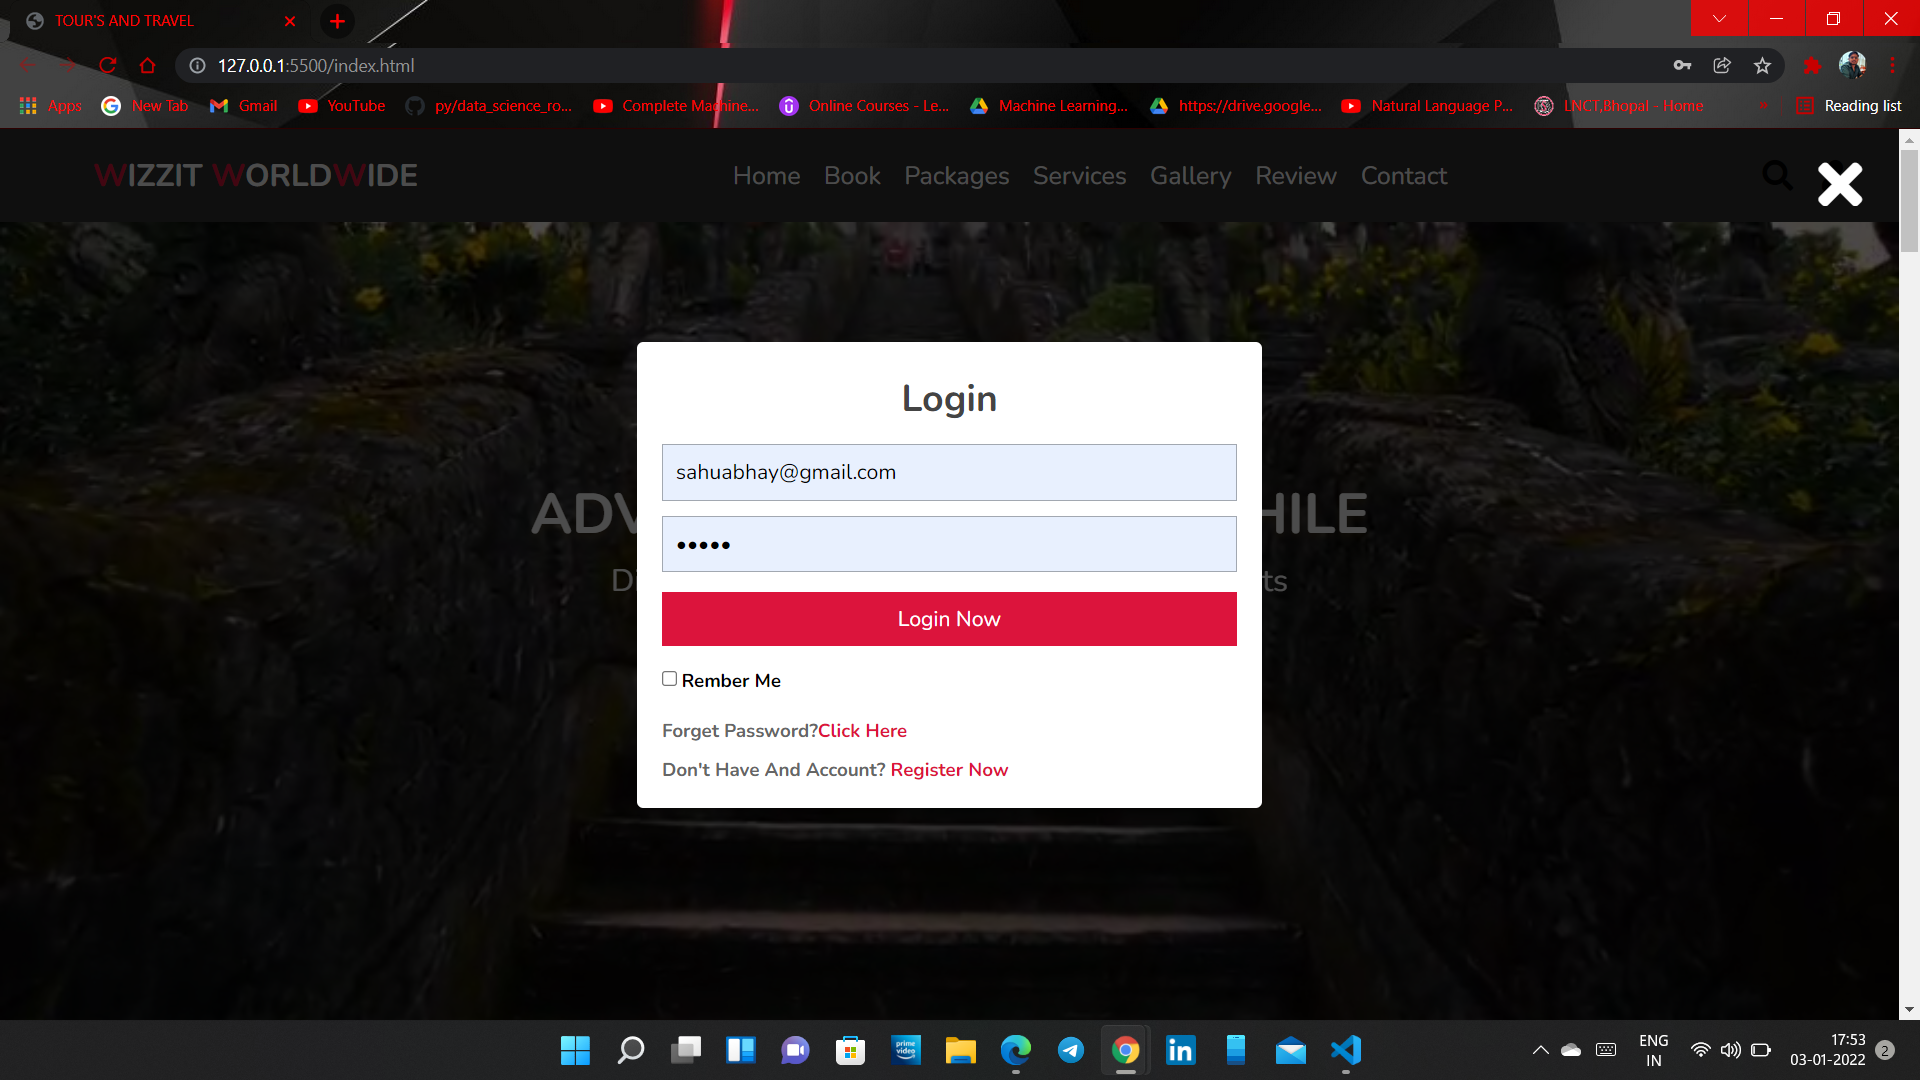 TOUR'S AND TRAVEL
127.0.0.1:5500/index.html
Apps New Tab Gmail YouTube py/data_science_ro... Complete Machine... Online Courses - Le... Machine Learning... https://drive.google... Natural Language P... LNCT,Bhopal - Home » Reading list
WIZZIT WORLDWIDE Home Book Packages Services Gallery Review Contact
Login
sahuabhay@gmail.com
•••••
Login Now
Rember Me
Forget Password?Click Here
Don't Have And Account? Register Now
HILE
ts
prime video
ENG
IN
17:53
03-01-2022
2